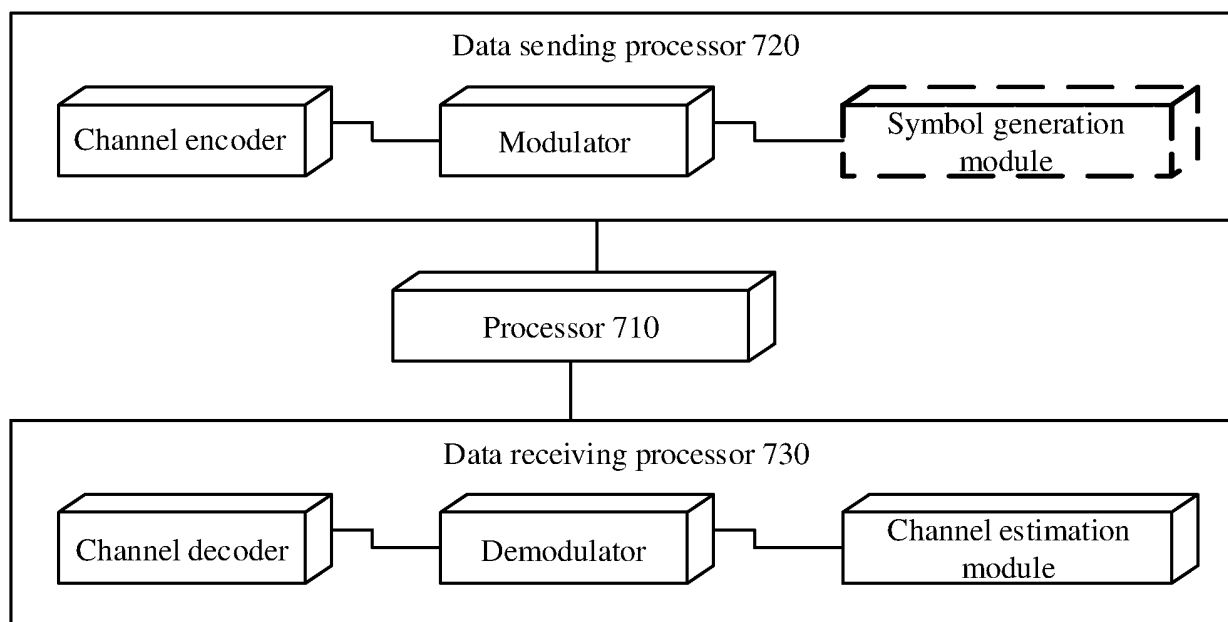 Data sending processor 720
Channel encoder
Modulator
Symbol generation
module
Processor 710
Data receiving processor 730
Channel decoder
Demodulator
Channel estimation
module